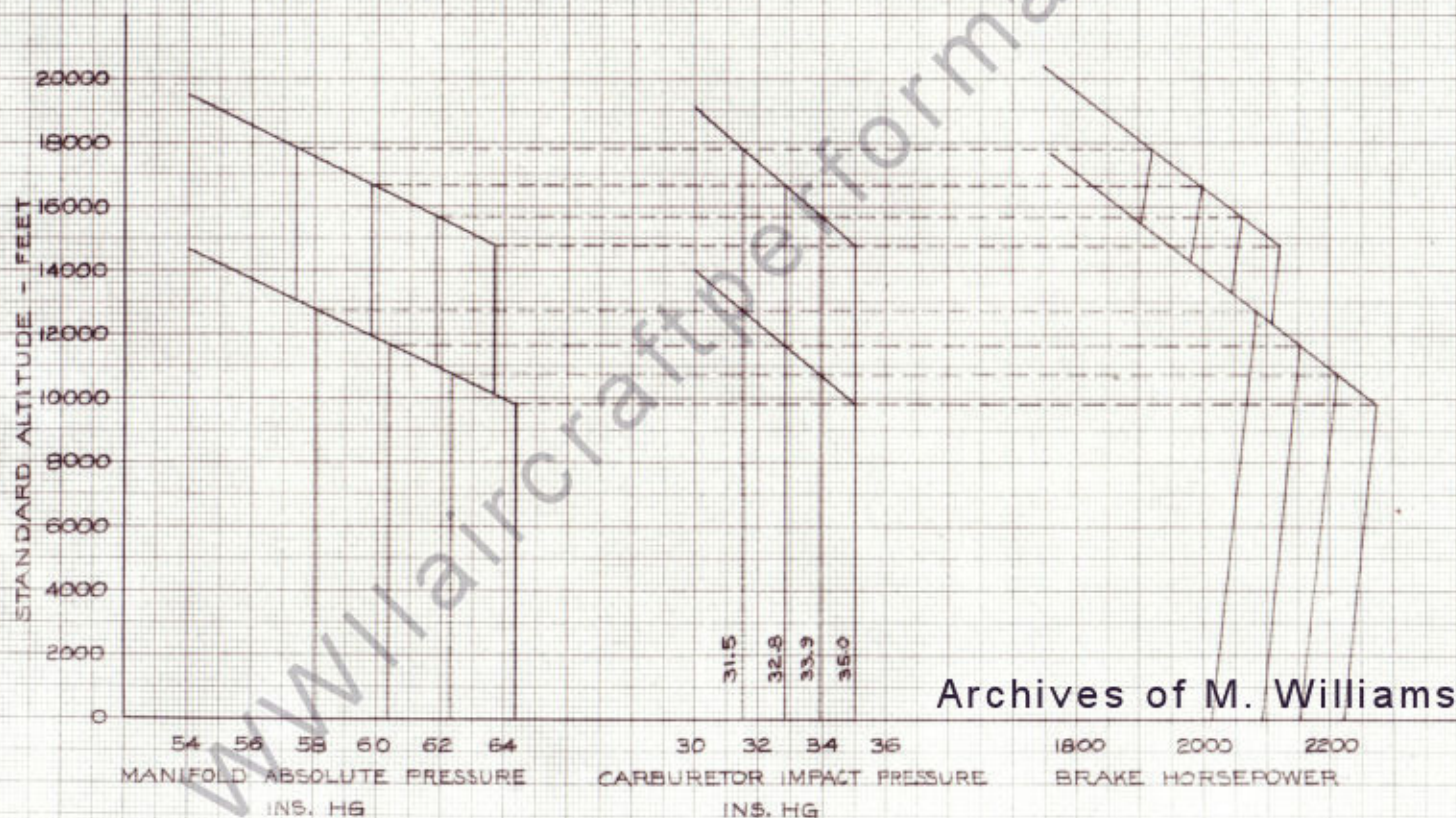 20000
18000
16000
14000
12000
10000
8000
6000
4000
2000
0
STANDARD ALTITUDE - FEET
31.5
32.8
33.9
35.0
54 56 58 60 62 64
30 32 34 36
1800 2000 2200
MANIFOLD ABSOLUTE PRESSURE
INS. HG
CARBURETOR IMPACT PRESSURE
INS. HG
BRAKE HORSEPOWER
Archives of M. Williams
wWIIaircraftperforma